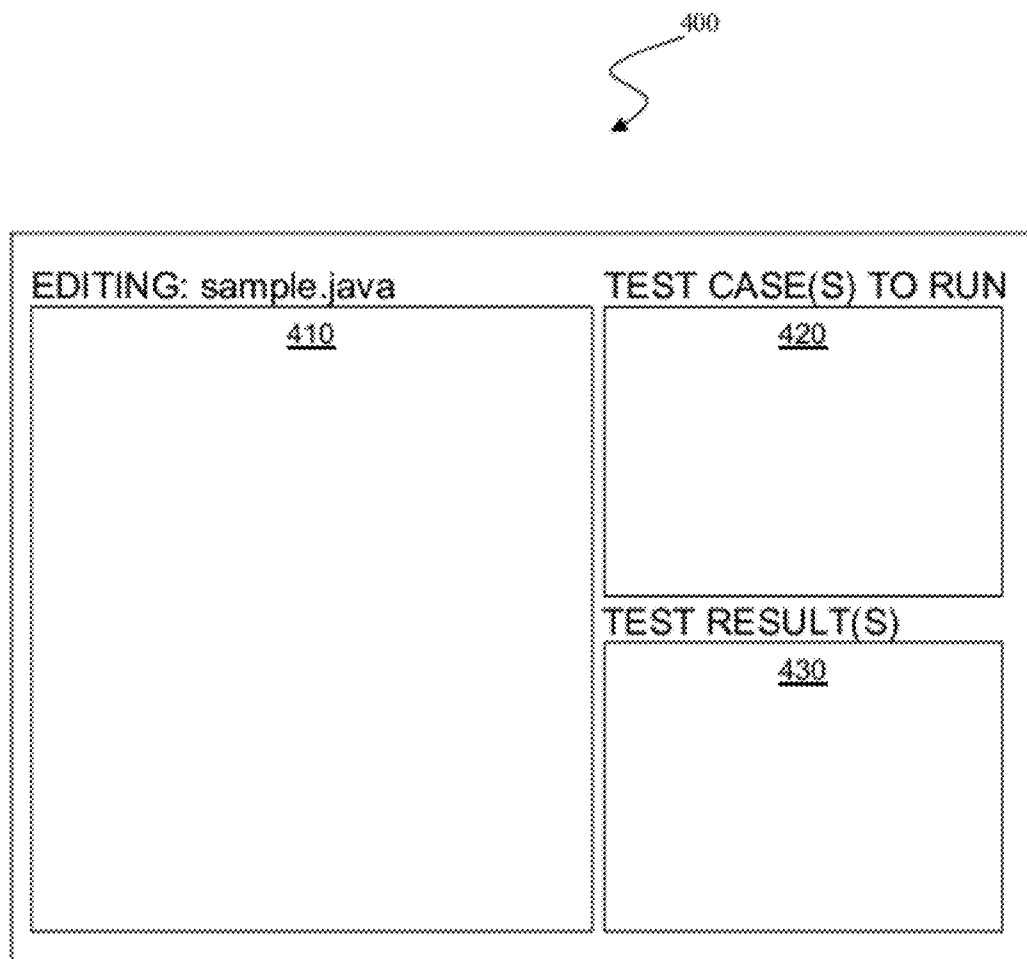 400
EDITING: sample.java
410
TEST CASE(S) TO RUN
420
TEST RESULT(S)
430